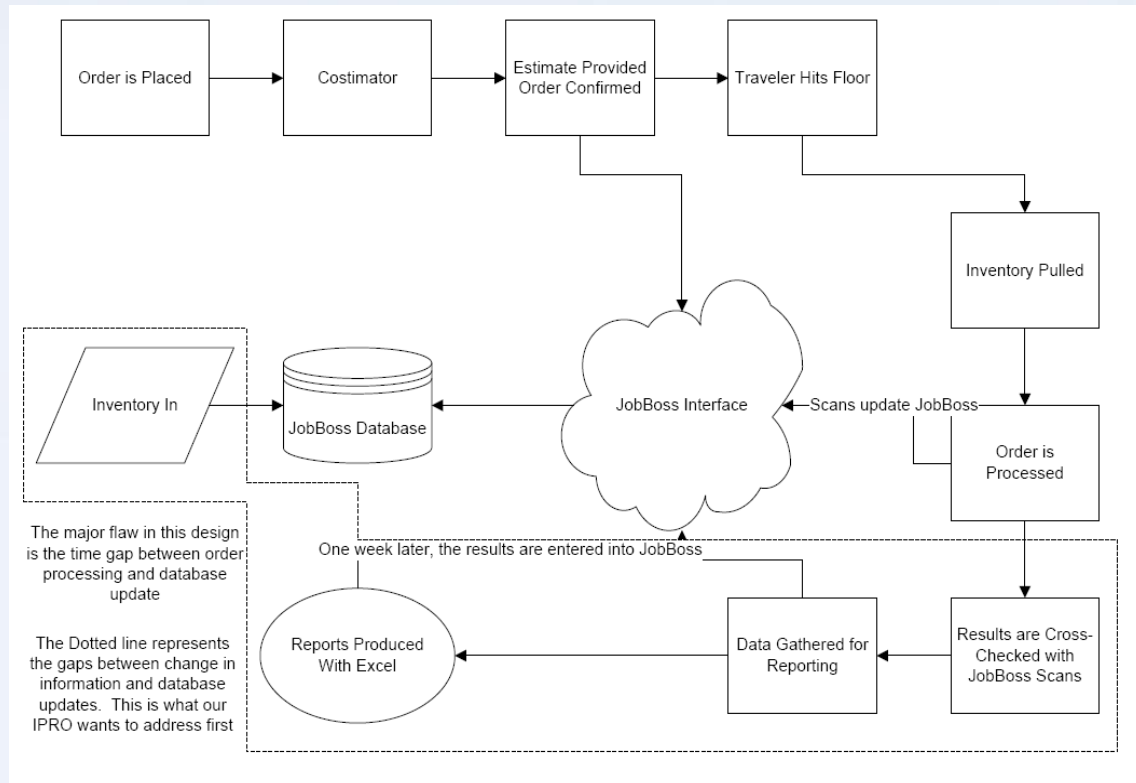 Order is Placed
Costimator
Estimate Provided
Order Confirmed
Traveler Hits Floor
Inventory Pulled
Inventory In
JobBoss Database
JobBoss Interface
Scans update JobBoss
Order is
Processed
The major flaw in this design
is the time gap between order
processing and database
update
The Dotted line represents
the gaps between change in
information and database
updates.  This is what our
IPRO wants to address first
One week later, the results are entered into JobBoss
Reports Produced
With Excel
Data Gathered for
Reporting
Results are Cross-
Checked with
JobBoss Scans